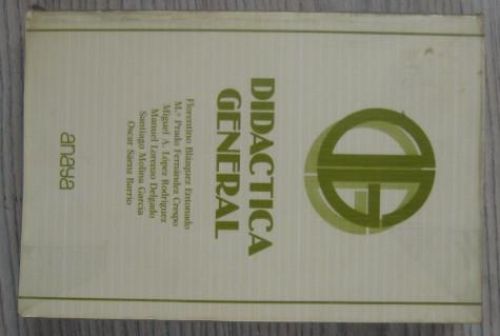 DIDACTICA
GENERAL
Florentino Blázquez Entonado
M.ª Prado Fernández Crespo
Miguel A. López Rodríguez
Manuel Lorenzo Delgado
Santiago Molina García
Oscar Sáenz Barrio
anaya